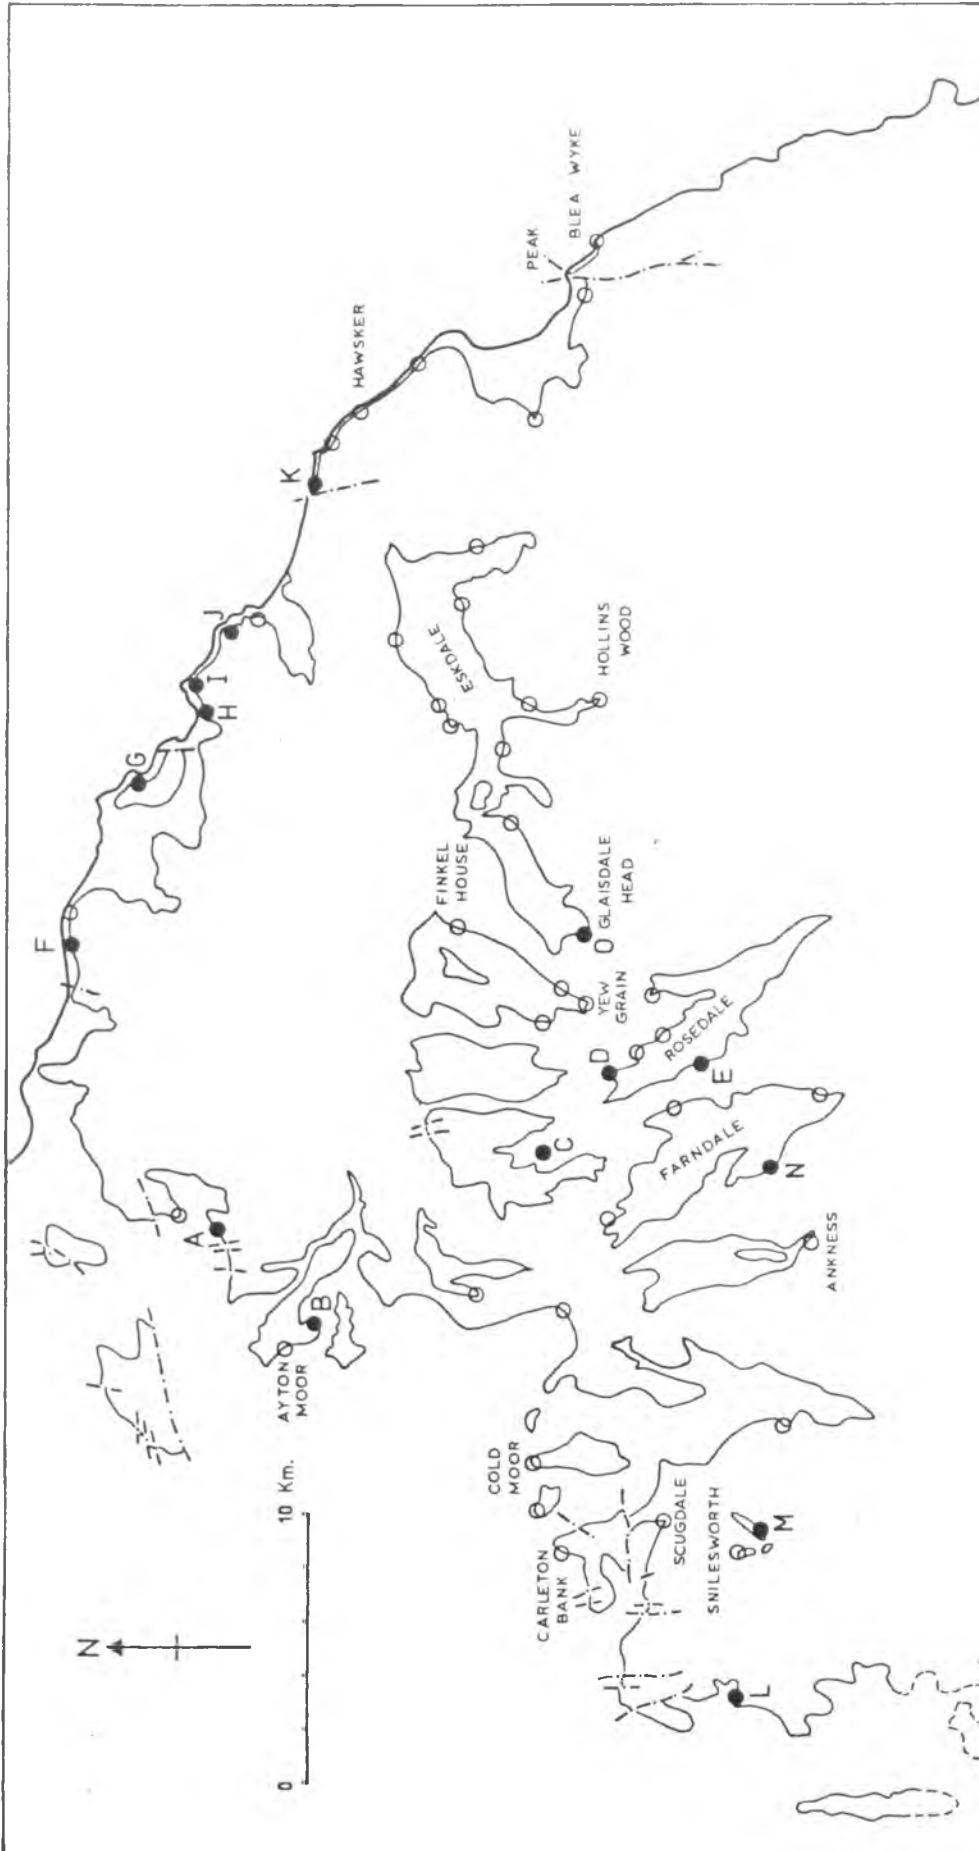 N
0
10 Km.
AYTON
MOOR
A
B
F
G
H
I
J
K
HAWSKER
PEAK
BLEA WYKE
ESKDALE
HOLLINS
WOOD
FINKEL
HOUSE
O
GLAISDALE
HEAD
YEW
GRAIN
D
ROSEDALE
E
C
FARNDALE
N
ANKNESS
COLD
MOOR
CARLETON
BANK
SCUGDALE
SNILESWORTH
M
L